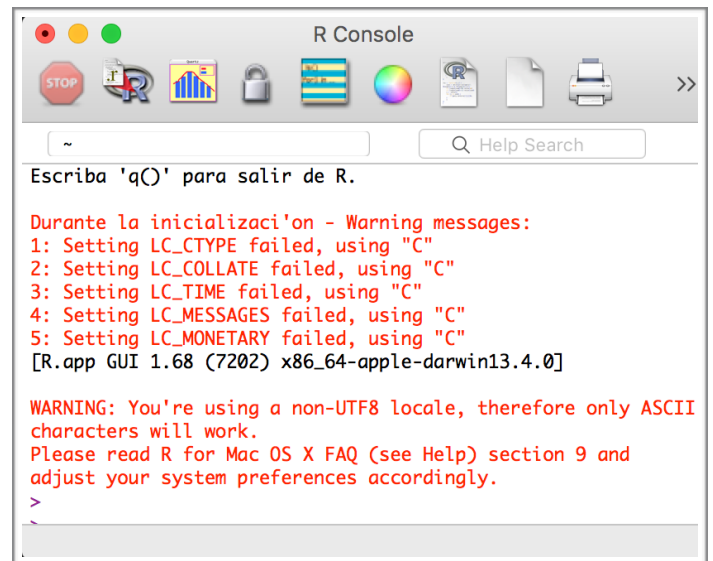 R Console
STOP
~
Help Search
Escriba 'q()' para salir de R.
Durante la inicializaci'on - Warning messages:
1: Setting LC_CTYPE failed, using "C"
2: Setting LC_COLLATE failed, using "C"
3: Setting LC_TIME failed, using "C"
4: Setting LC_MESSAGES failed, using "C"
5: Setting LC_MONETARY failed, using "C"
[R.app GUI 1.68 (7202) x86_64-apple-darwin13.4.0]
WARNING: You're using a non-UTF8 locale, therefore only ASCII
characters will work.
Please read R for Mac OS X FAQ (see Help) section 9 and
adjust your system preferences accordingly.
>